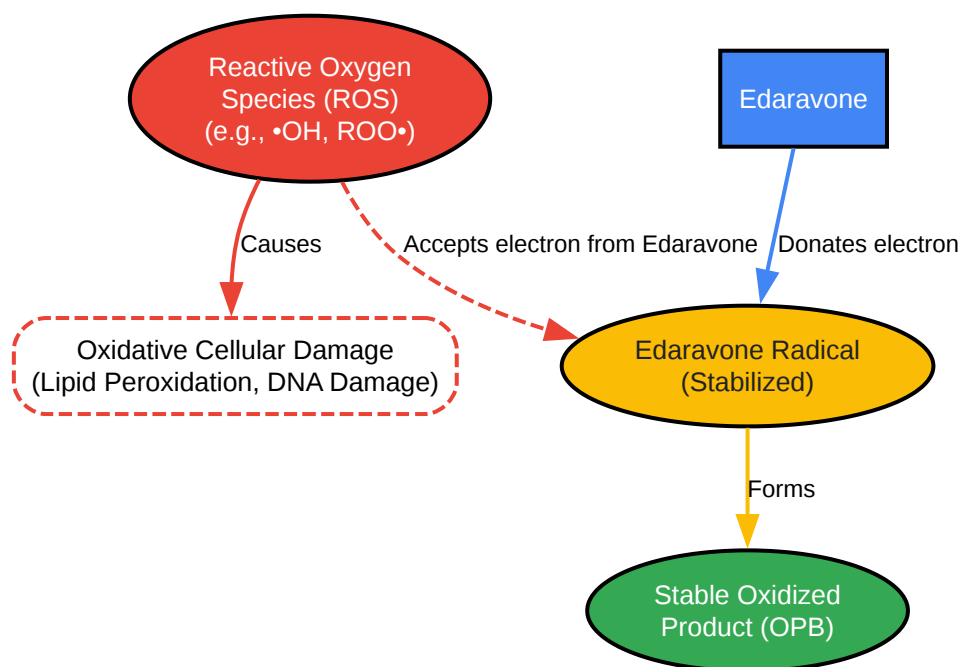 Reactive Oxygen
Species (ROS)
(e.g., •OH, ROO•)
Edaravone
Causes
Accepts electron from Edaravone
Donates electron
Oxidative Cellular Damage
(Lipid Peroxidation, DNA Damage)
Edaravone Radical
(Stabilized)
Forms
Stable Oxidized
Product (OPB)